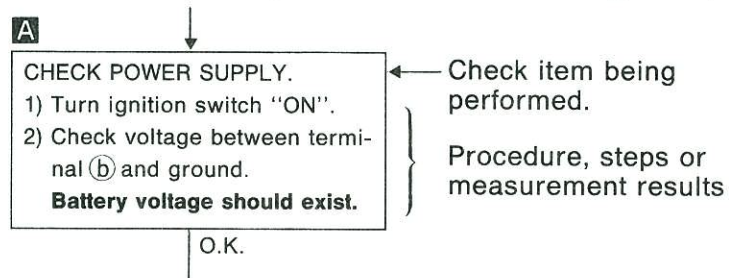 A
CHECK POWER SUPPLY.
1) Turn ignition switch "ON".
2) Check voltage between termi-
nal ⓑ and ground.
Battery voltage should exist.
O.K.
Check item being
performed.
Procedure, steps or
measurement results